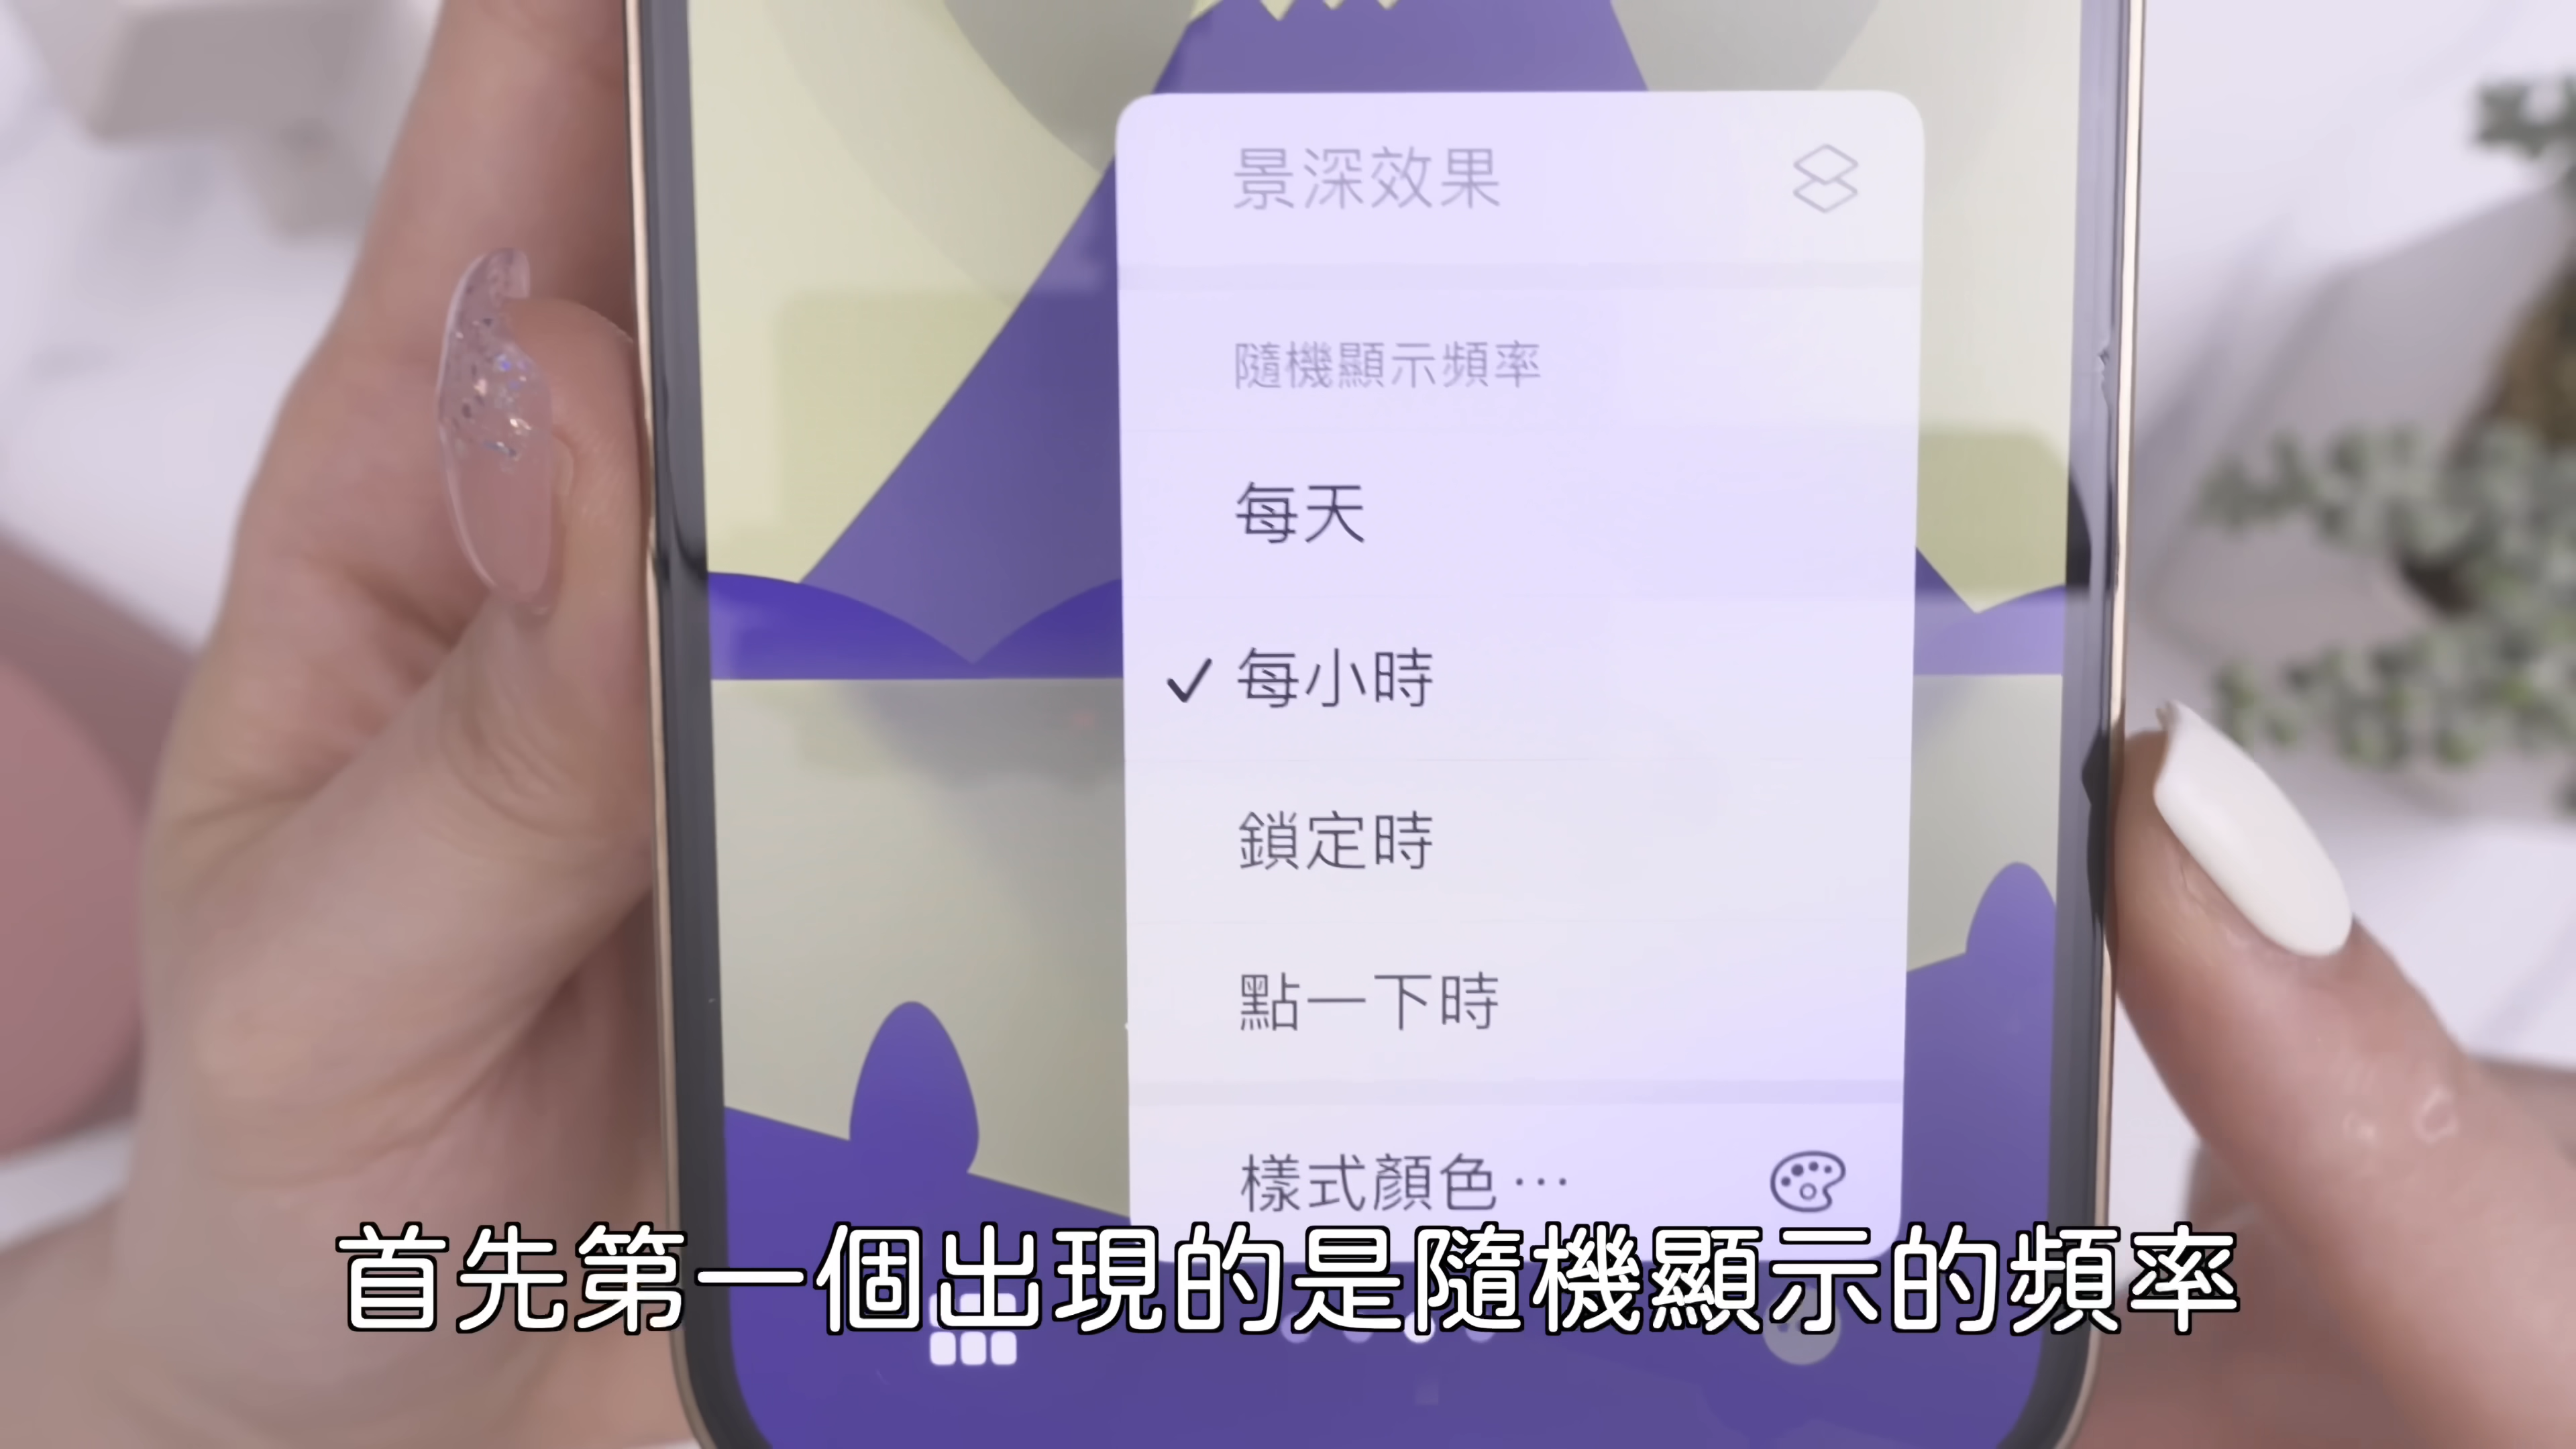 景深效果
隨機顯示頻率
每天
每小時
鎖定時
點一下時
樣式顏色…
首先第一個出現的是隨機顯示的頻率